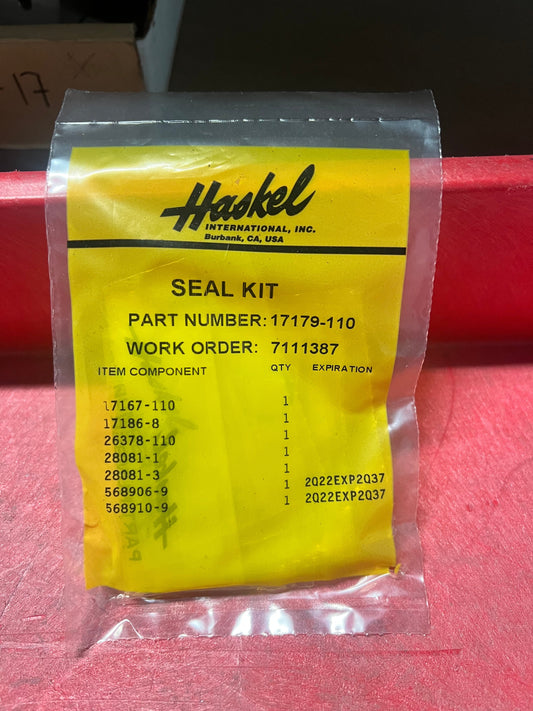 -17 x
Haskel
INTERNATIONAL, INC.
Burbank, CA, USA
SEAL KIT
PART NUMBER: 17179-110
WORK ORDER: 7111387
ITEM COMPONENT QTY EXPIRATION
17167-110 1
17186-8 1
26378-110 1
28081-1 1
28081-3 1
568906-9 1 2Q22EXP2Q37
568910-9 1 2Q22EXP2Q37